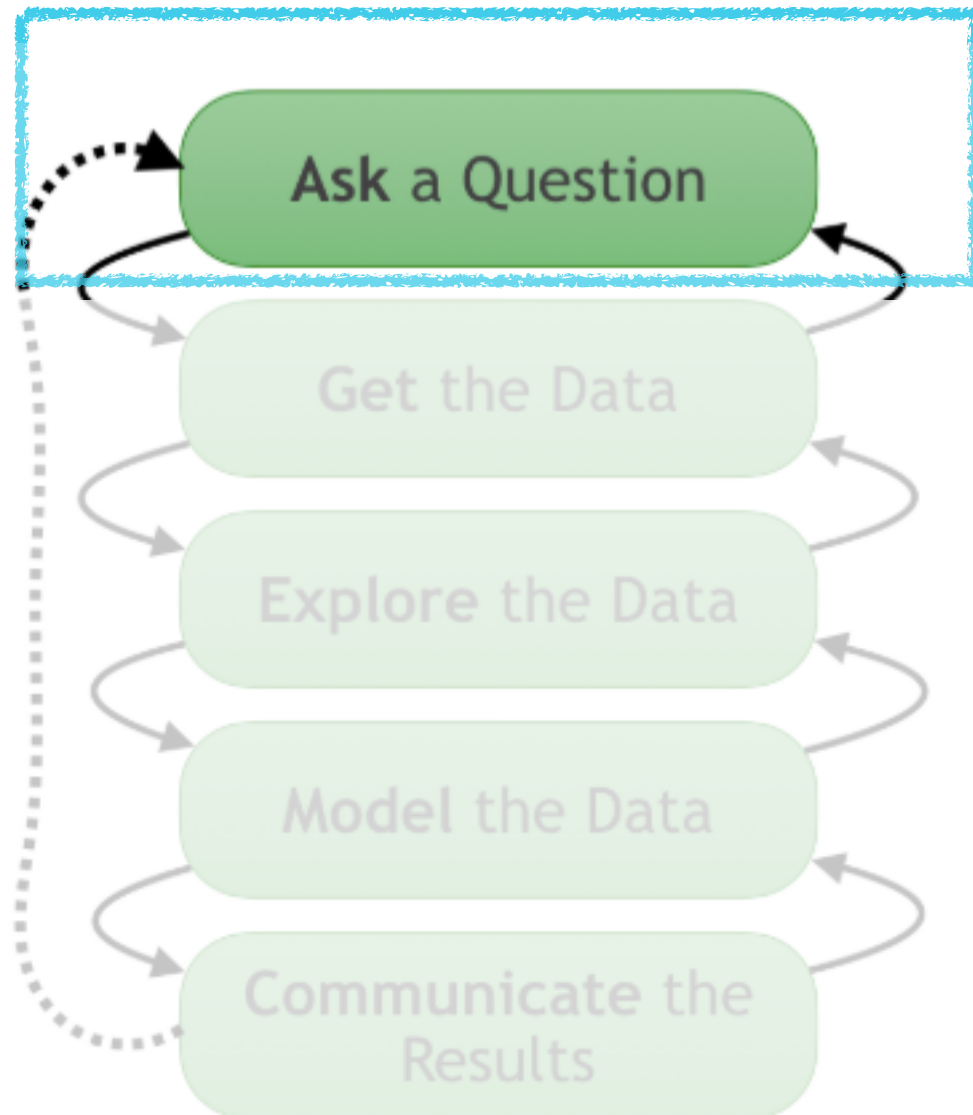 Ask a Question
Get the Data
Explore the Data
Model the Data
Communicate the
Results